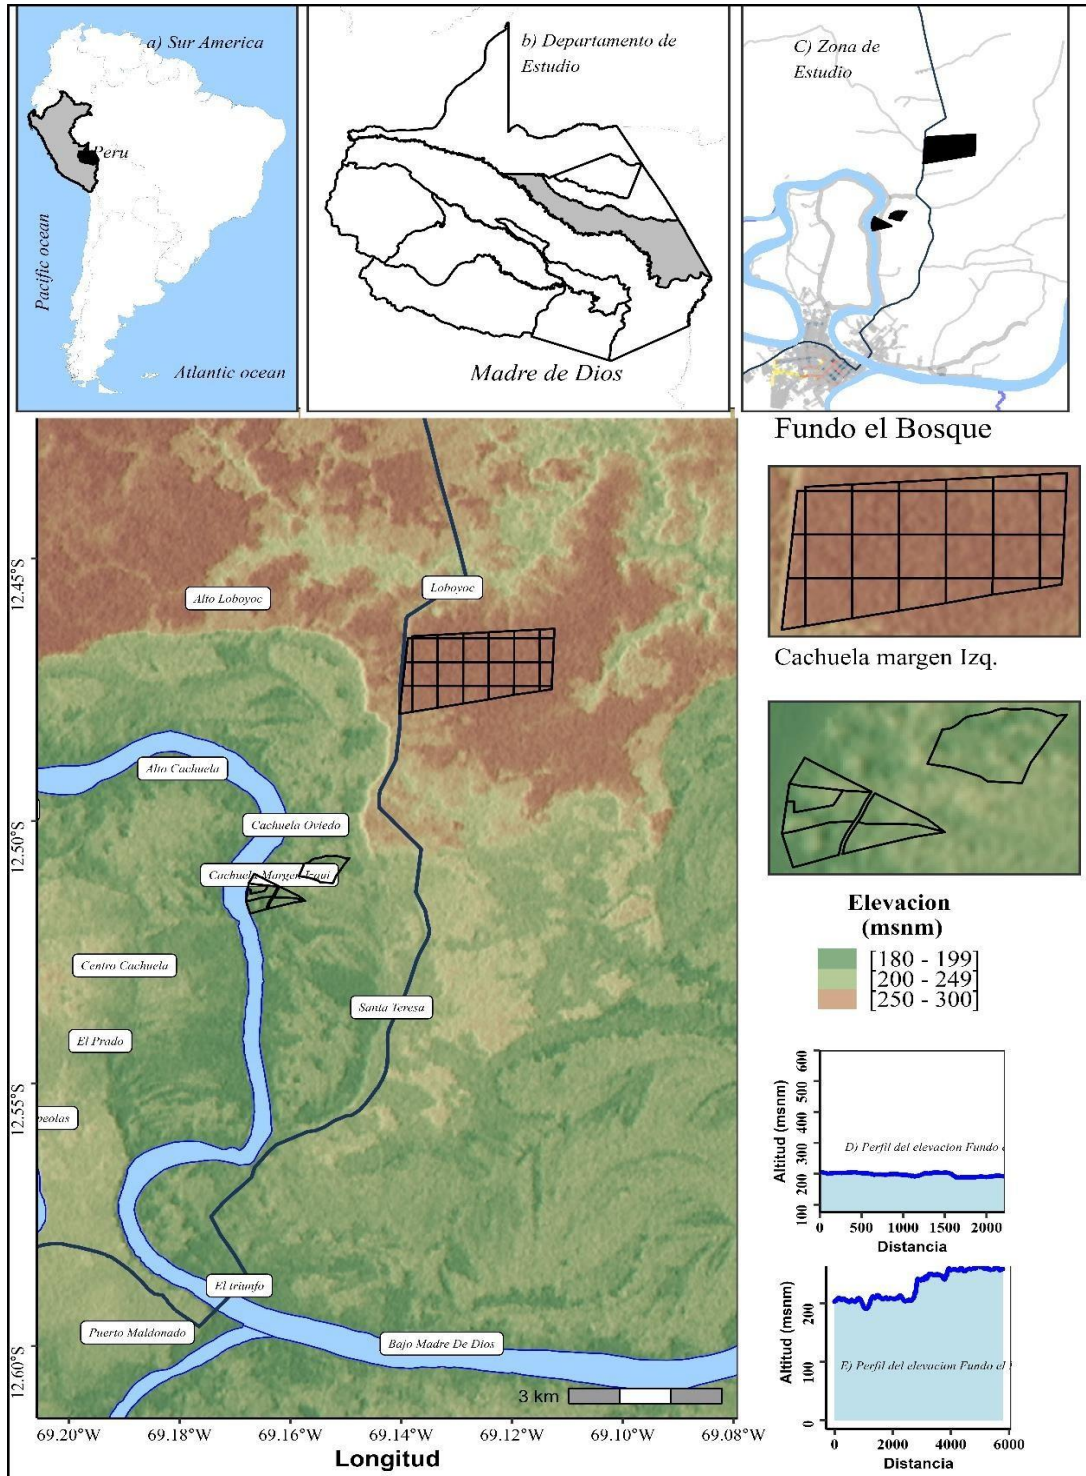 a) Sur America
Peru
Pacific ocean
Atlantic ocean
b) Departamento de
Estudio
Madre de Dios
C) Zona de
Estudio
Fundo el Bosque
Cachuela margen Izq.
Elevacion
(msnm)
[180 - 199]
[200 - 249]
[250 - 300]
12.45°S
12.50°S
12.55°S
12.60°S
Alto Loboyoc
Loboyoc
Alto Cachuela
Cachuela Oviedo
Cachuela Margen Izqui
Centro Cachuela
Santa Teresa
El Prado
peolas
El triunfo
Puerto Maldonado
Bajo Madre De Dios
3 km
69.20°W
69.18°W
69.16°W
69.14°W
69.12°W
69.10°W
69.08°W
Longitud
Altitud (msnm)
600
500
400
300
200
100
D) Perfil del elevacion Fundo
0
500
1000
1500
2000
Distancia
Altitud (msnm)
200
100
0
E) Perfil del elevacion Fundo el
0
2000
4000
6000
Distancia